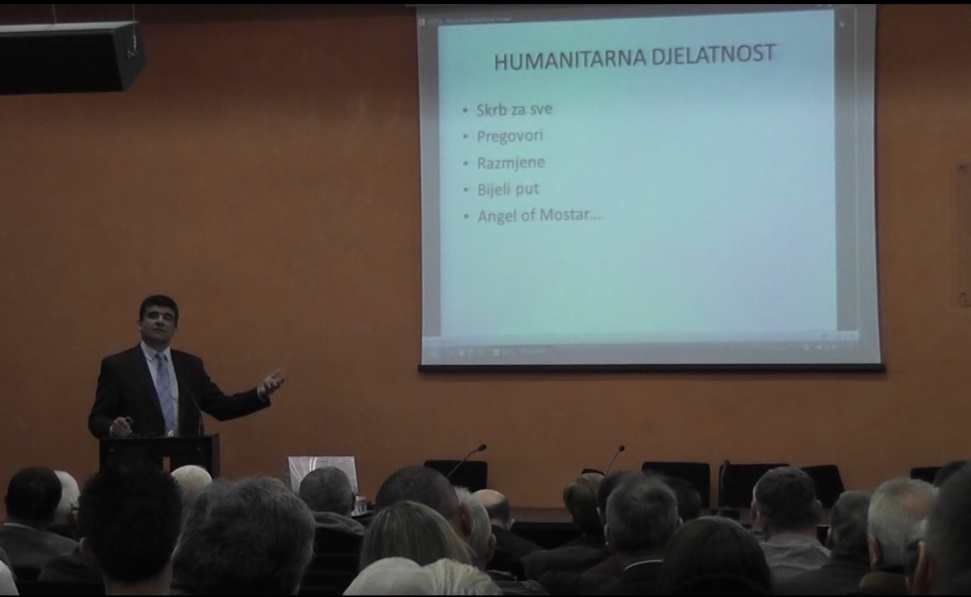 HUMANITARNA DJELATNOST
• Skrb za sve
• Pregovori
• Razmjene
• Bijeli put
• Angel of Mostar...